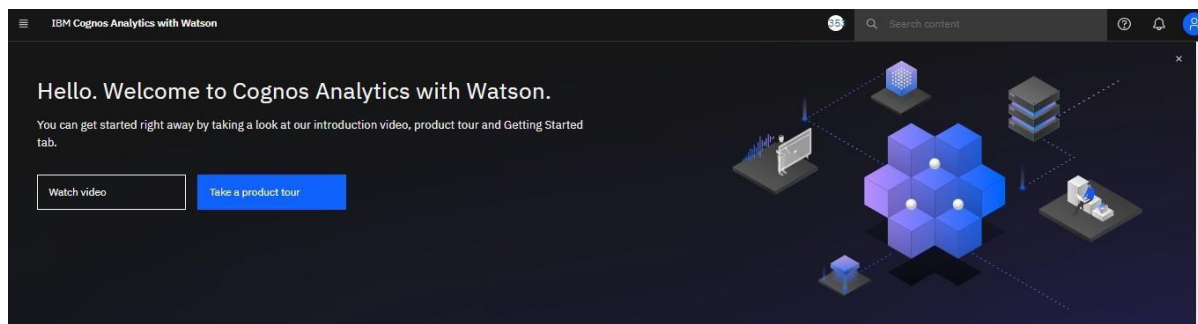 IBM Cognos Analytics with Watson
Search content
Hello. Welcome to Cognos Analytics with Watson.
You can get started right away by taking a look at our introduction video, product tour and Getting Started
tab.
Watch video
Take a product tour